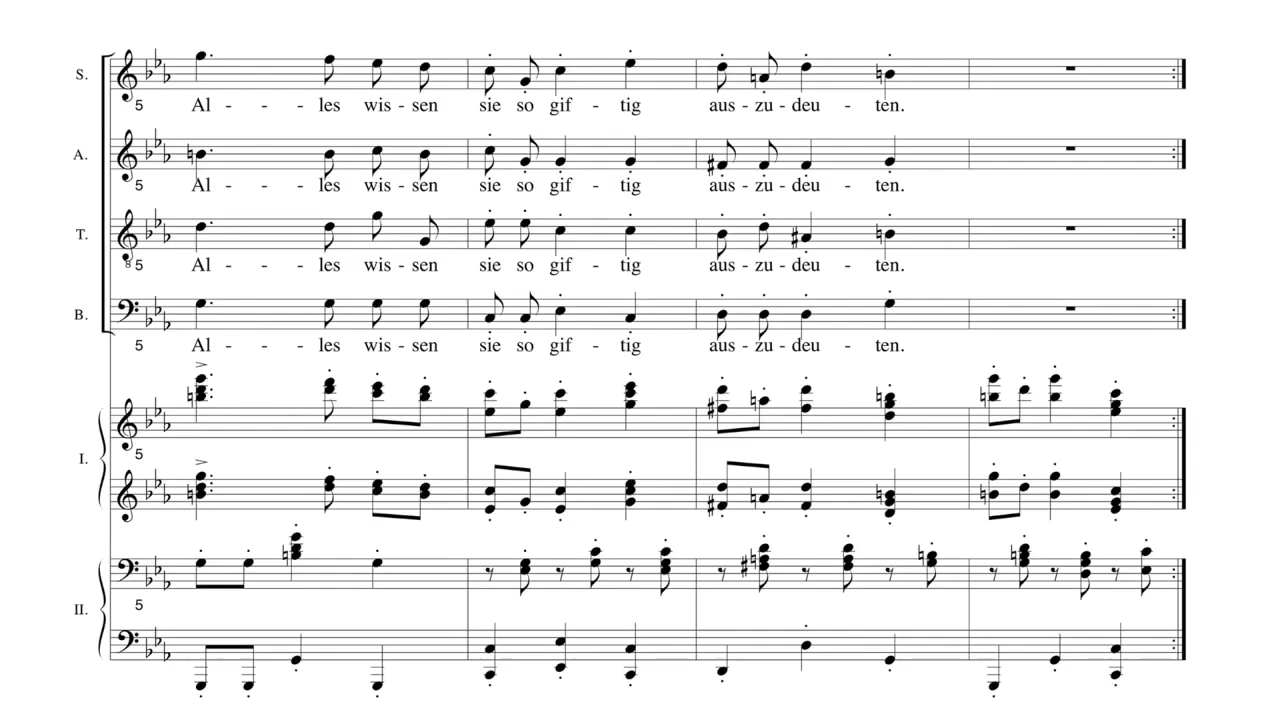 S.
5
Al - - - les wis - sen sie so gif - tig aus - zu - deu - ten.
A.
5
Al - - - les wis - sen sie so gif - tig aus - zu - deu - ten.
T.
8 5
Al - - - les wis - sen sie so gif - tig aus - zu - deu - ten.
B.
5
Al - - - les wis - sen sie so gif - tig aus - zu - deu - ten.
5
I.
5
II.